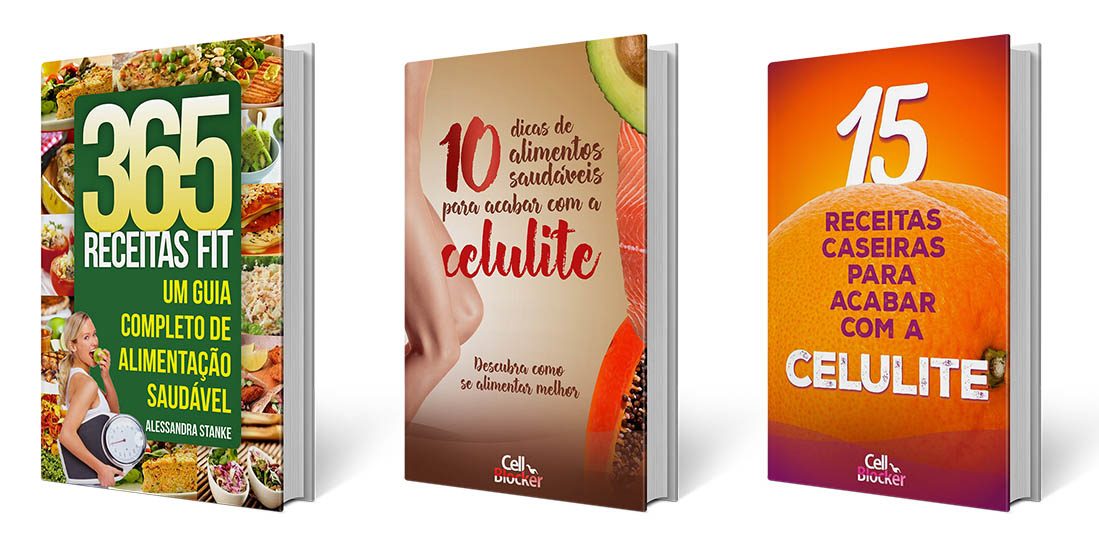 365
RECEITAS FIT
UM GUIA
COMPLETO DE
ALIMENTAÇÃO
SAUDÁVEL
ALESSANDRA STANKE
10 dicas de
alimentos
saudáveis
para acabar com a
celulite
Descubra como
se alimentar melhor
Cell
Blocker
15
RECEITAS
CASEIRAS
PARA
ACABAR
COM A
CELULITE
Cell
Blocker